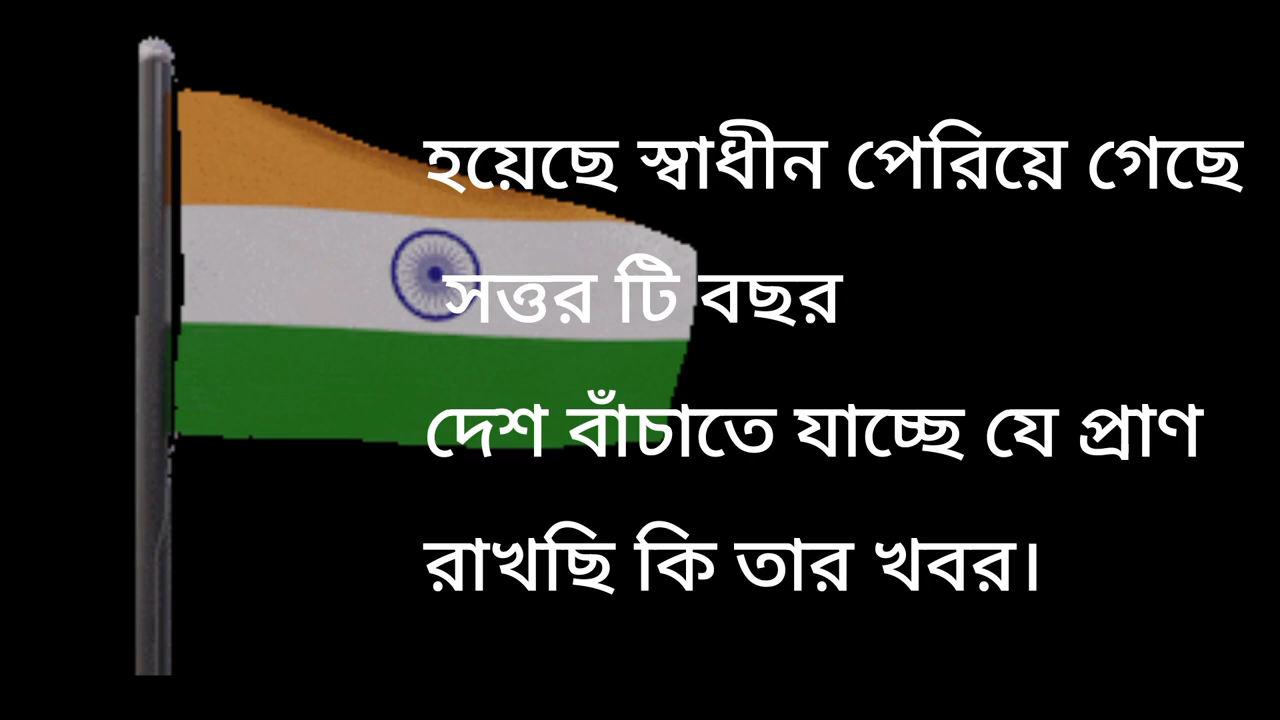 হয়েছে স্বাধীন পেরিয়ে গেছে
সত্তর টি বছর
দেশ বাঁচাতে যাচ্ছে যে প্রাণ
রাখছি কি তার খবর।